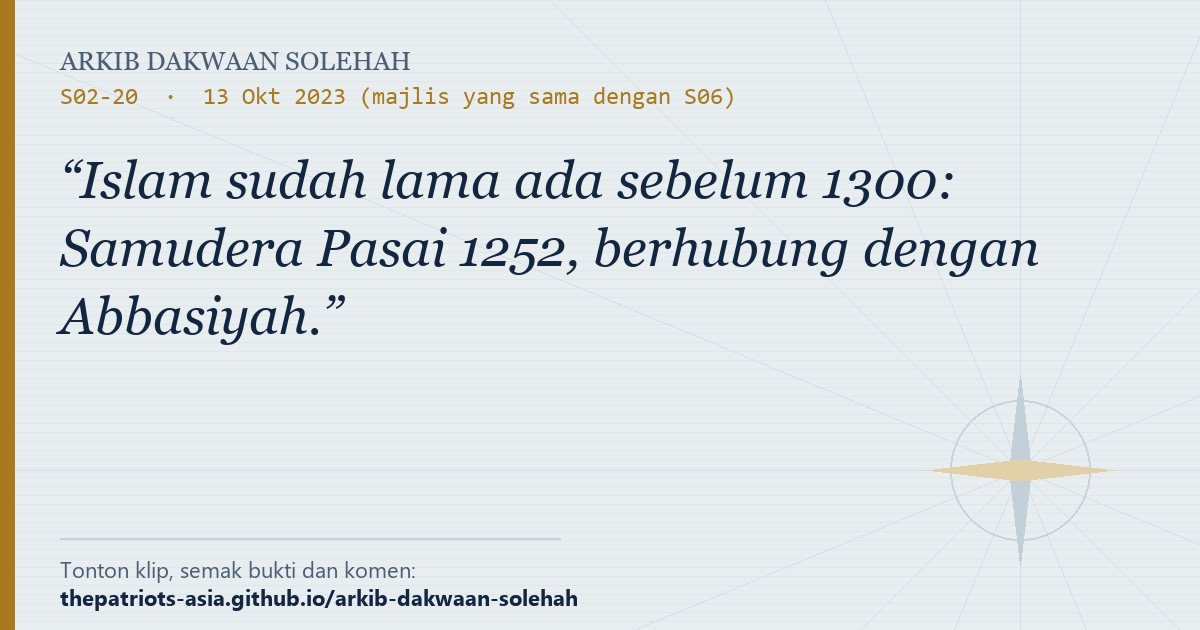 ARKIB DAKWAAN SOLEHAH
S02-20 · 13 Okt 2023 (majlis yang sama dengan S06)
“Islam sudah lama ada sebelum 1300:
Samudera Pasai 1252, berhubung dengan
Abbasiyah.”
Tonton klip, semak bukti dan komen:
thepatriots-asia.github.io/arkib-dakwaan-solehah